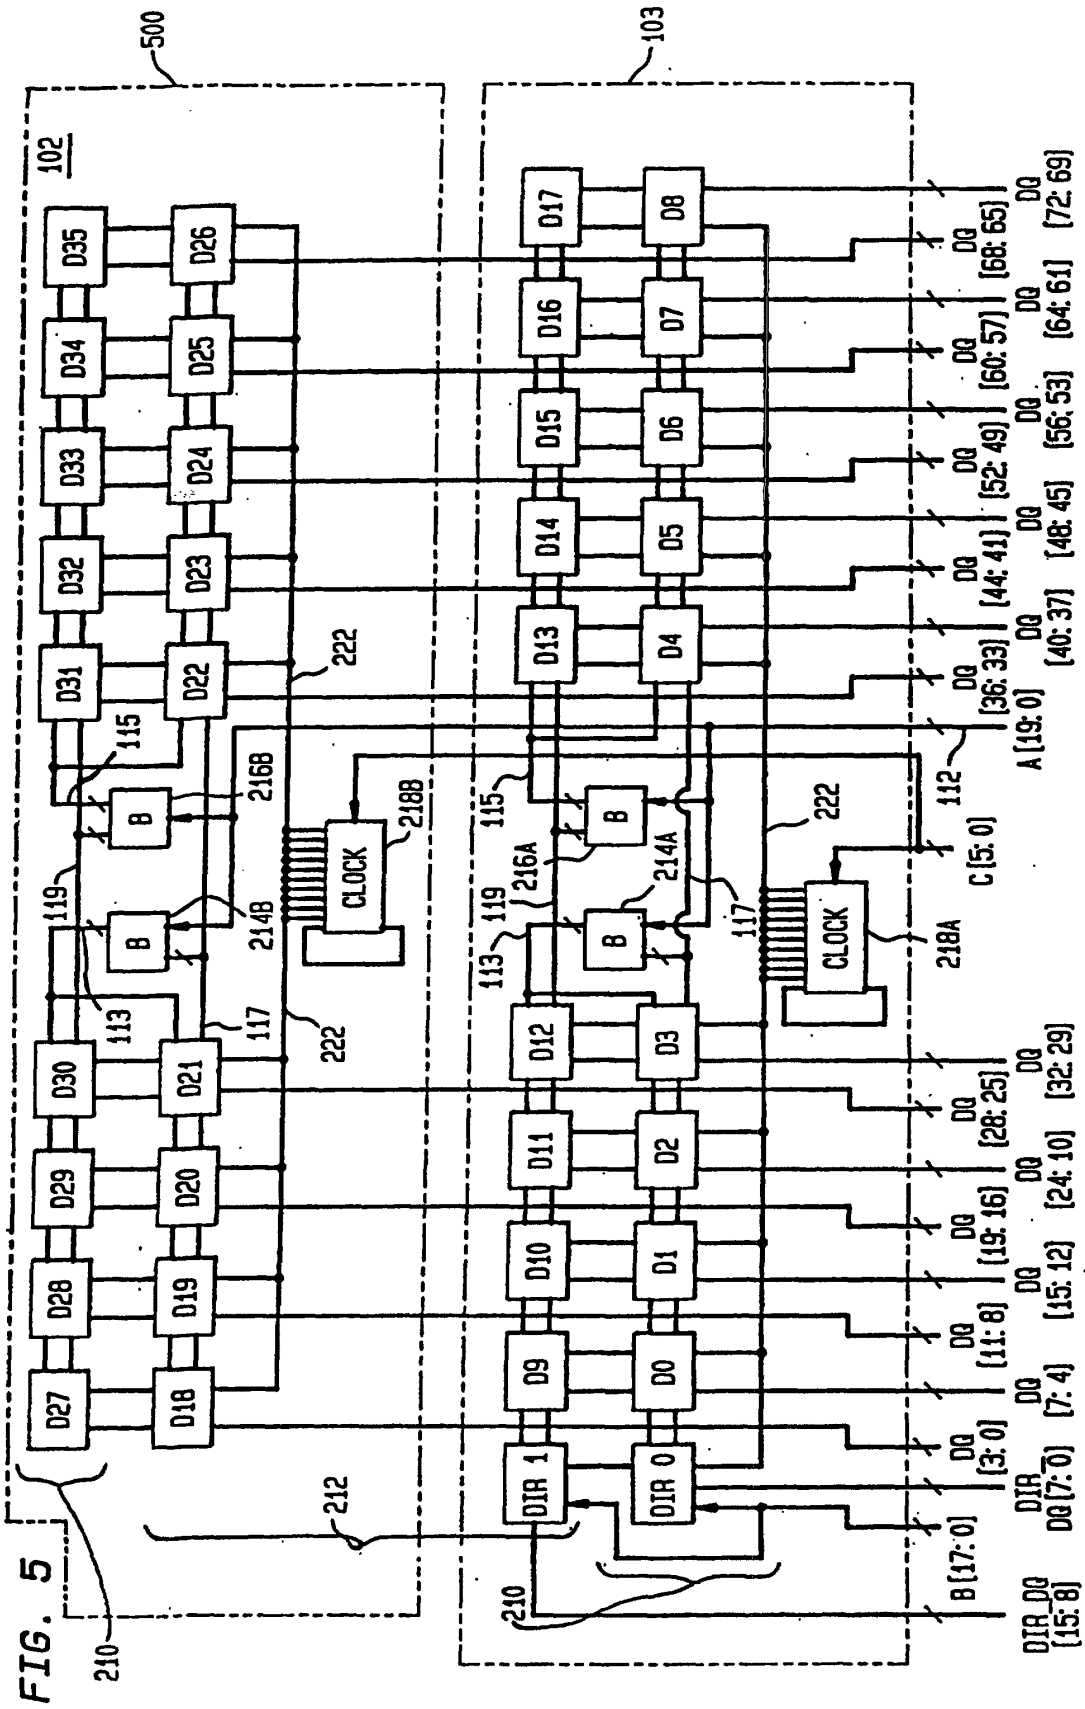 FIG. 5
500
102
210
D27 D28 D29 D30 D31 D32 D33 D34 D35
113
119
115
B
B
214B
216B
D18 D19 D20 D21 D22 D23 D24 D25 D26
117
222
222
CLOCK
218B
212
103
DIR 1 D9 D10 D11 D12 D13 D14 D15 D16 D17
113
119
115
216A
B
B
214A
210
DIR 0 D0 D1 D2 D3 D4 D5 D6 D7 D8
117
222
CLOCK
218A
DIR_DQ
[15: 8]
B [17: 0]
DIR_
DQ [7: 0]
DQ
[3: 0]
DQ
[7: 4]
DQ
[11: 8]
DQ
[15: 12]
DQ
[19: 16]
DQ
[24: 10]
DQ
[28: 25]
DQ
[32: 29]
C [5: 0]
112
A [19: 0]
DQ
[36: 33]
DQ
[40: 37]
DQ
[44: 41]
DQ
[48: 45]
DQ
[52: 49]
DQ
[56: 53]
DQ
[60: 57]
DQ
[64: 61]
DQ
[68: 65]
DQ
[72: 69]